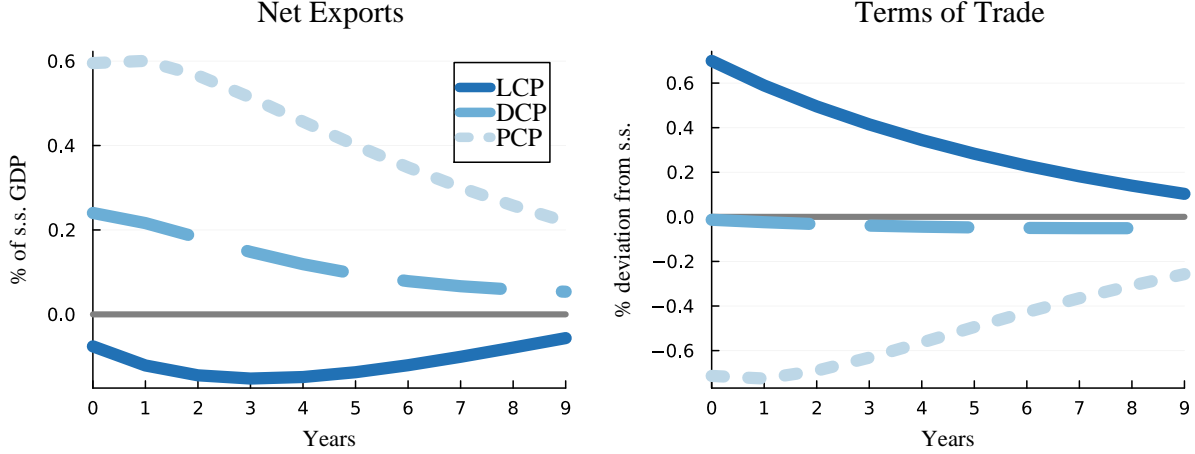 Net Exports
% of s.s. GDP
0.6
0.4
0.2
0.0
LCP
DCP
PCP
0 1 2 3 4 5 6 7 8 9
Years
Terms of Trade
% deviation from s.s.
0.6
0.4
0.2
0.0
−0.2
−0.4
−0.6
0 1 2 3 4 5 6 7 8 9
Years